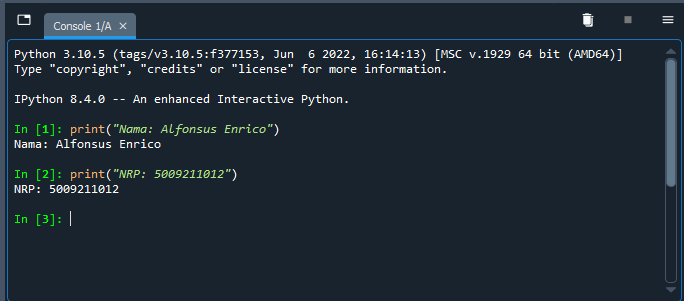 Console 1/A
Python 3.10.5 (tags/v3.10.5:f377153, Jun  6 2022, 16:14:13) [MSC v.1929 64 bit (AMD64)]
Type "copyright", "credits" or "license" for more information.
IPython 8.4.0 -- An enhanced Interactive Python.
In [1]: print("Nama: Alfonsus Enrico")
Nama: Alfonsus Enrico
In [2]: print("NRP: 5009211012")
NRP: 5009211012
In [3]: